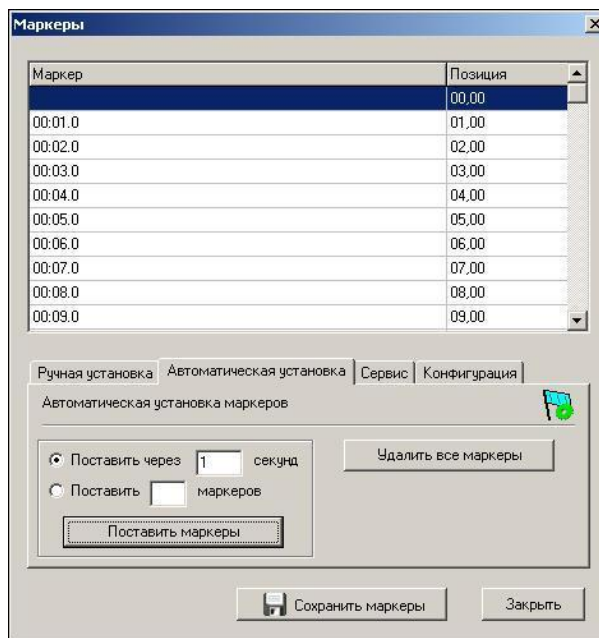 Маркеры
Маркер Позиция
00,00
00:01.0 01,00
00:02.0 02,00
00:03.0 03,00
00:04.0 04,00
00:05.0 05,00
00:06.0 06,00
00:07.0 07,00
00:08.0 08,00
00:09.0 09,00
Ручная установка Автоматическая установка Сервис Конфигурация
Автоматическая установка маркеров
Поставить через 1 секунд Удалить все маркеры
Поставить маркеров
Поставить маркеры
Сохранить маркеры Закрыть